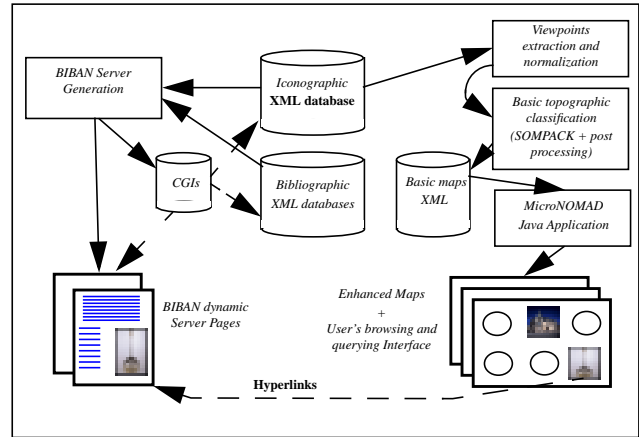 BIBAN Server
Generation
Iconographic
XML database
Viewpoints
extraction and
normalization
Basic topographic
classification
(SOMPACK + post
processing)
CGIs
Bibliographic
XML databases
Basic maps
XML
MicroNOMAD
Java Application
BIBAN dynamic
Server Pages
Enhanced Maps
+
User's browsing and
querying Interface
Hyperlinks